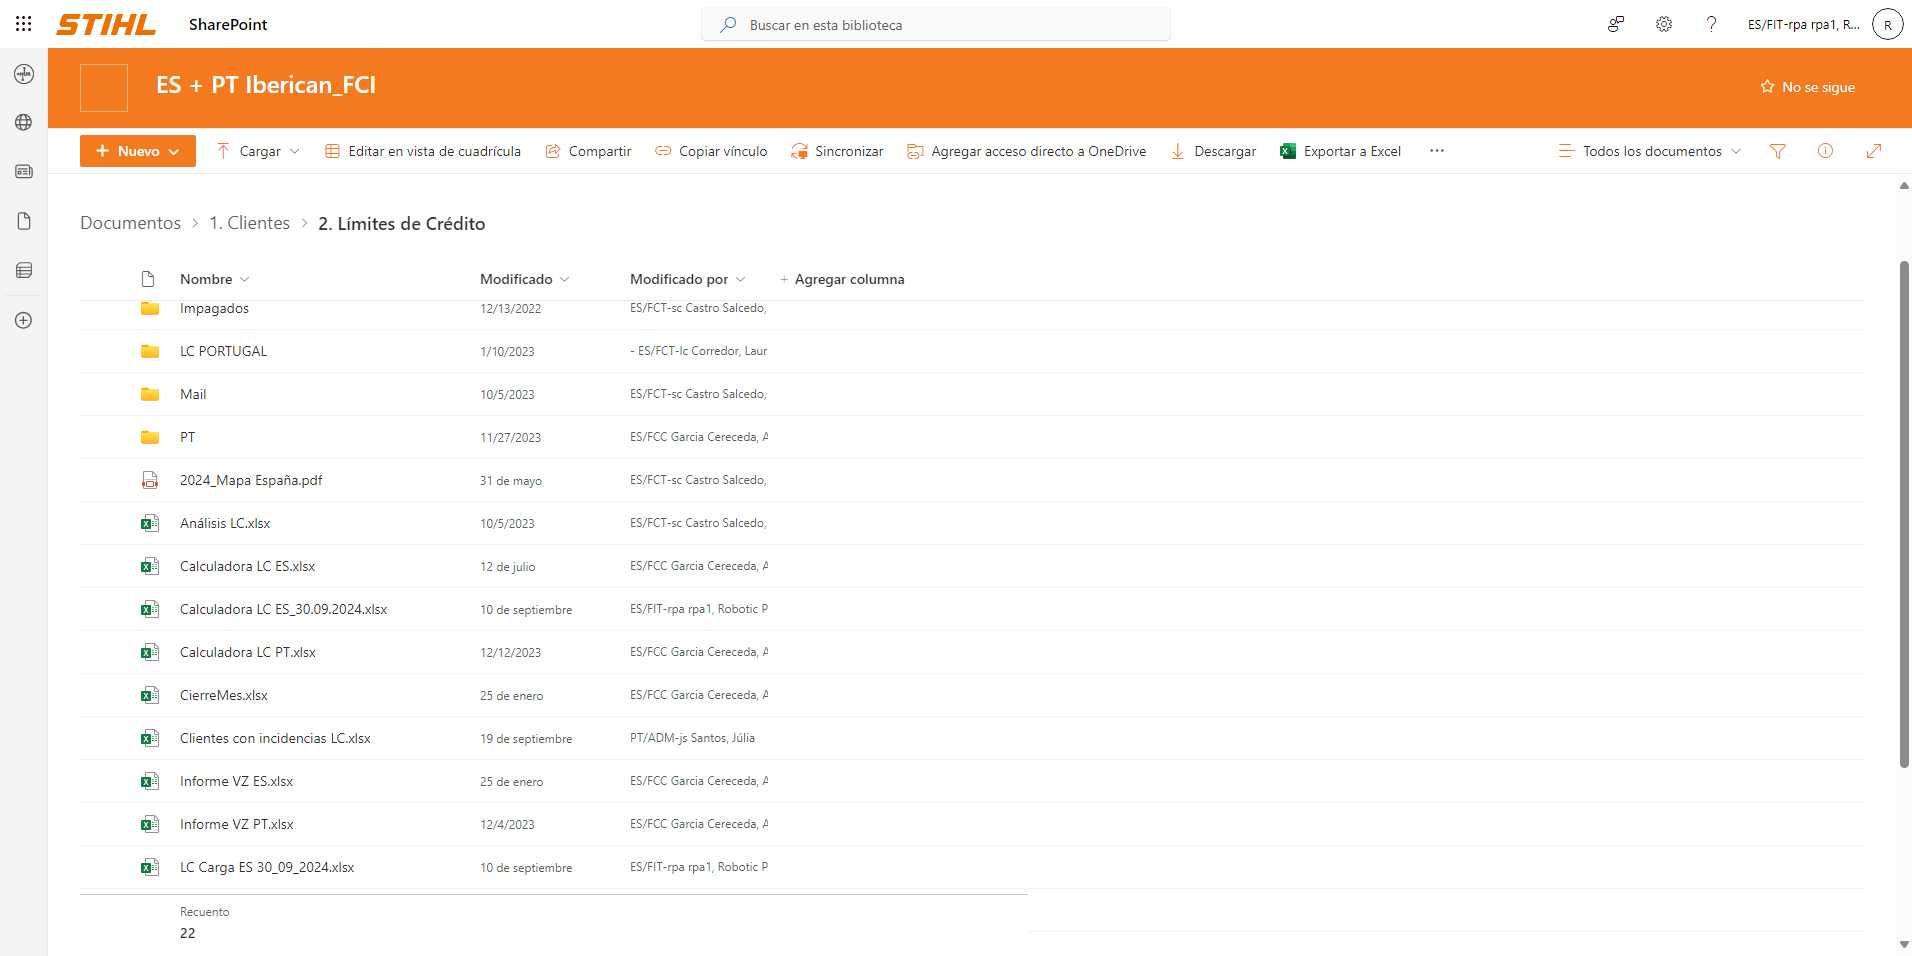 STIHL SharePoint Buscar en esta biblioteca ES/FIT-rpa rpa1, R... R
ES + PT Iberican_FCI No se sigue
Nuevo Cargar Editar en vista de cuadrícula Compartir Copiar vínculo Sincronizar Agregar acceso directo a OneDrive Descargar Exportar a Excel ... Todos los documentos
Documentos > 1. Clientes > 2. Límites de Crédito
Nombre Modificado Modificado por + Agregar columna
Impagados 12/13/2022 ES/FCT-sc Castro Salcedo,
LC PORTUGAL 1/10/2023 - ES/FCT-lc Corredor, Laur
Mail 10/5/2023 ES/FCT-sc Castro Salcedo,
PT 11/27/2023 ES/FCC Garcia Cereceda, A
2024_Mapa España.pdf 31 de mayo ES/FCT-sc Castro Salcedo,
Análisis LC.xlsx 10/5/2023 ES/FCT-sc Castro Salcedo,
Calculadora LC ES.xlsx 12 de julio ES/FCC Garcia Cereceda, A
Calculadora LC ES_30.09.2024.xlsx 10 de septiembre ES/FIT-rpa rpa1, Robotic P
Calculadora LC PT.xlsx 12/12/2023 ES/FCC Garcia Cereceda, A
CierreMes.xlsx 25 de enero ES/FCC Garcia Cereceda, A
Clientes con incidencias LC.xlsx 19 de septiembre PT/ADM-js Santos, Júlia
Informe VZ ES.xlsx 25 de enero ES/FCC Garcia Cereceda, A
Informe VZ PT.xlsx 12/4/2023 ES/FCC Garcia Cereceda, A
LC Carga ES 30_09_2024.xlsx 10 de septiembre ES/FIT-rpa rpa1, Robotic P
Recuento
22